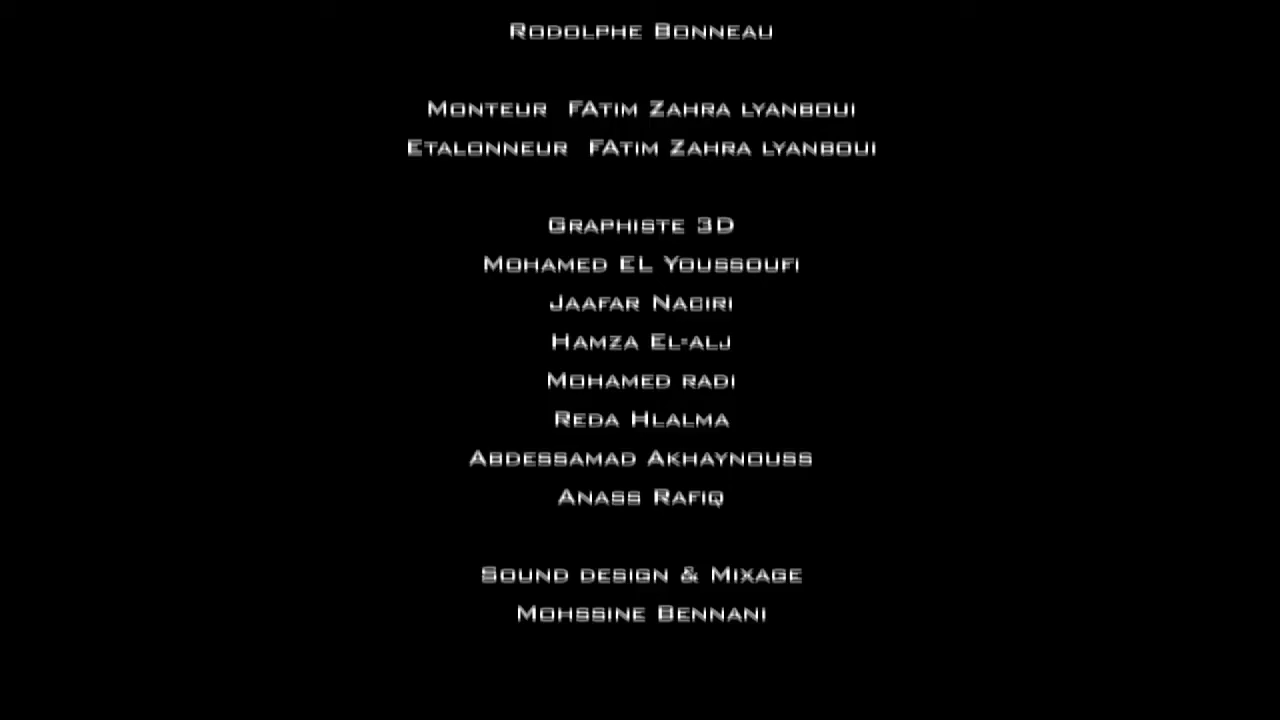 Rodolphe Bonneau
Monteur FAtim Zahra lyanboui
Etalonneur FAtim Zahra lyanboui
Graphiste 3D
Mohamed EL Youssoufi
Jaafar Naciri
Hamza El-alj
Mohamed radi
Reda Hlalma
Abdessamad Akhaynouss
Anass Rafiq
Sound design & Mixage
Mohssine Bennani